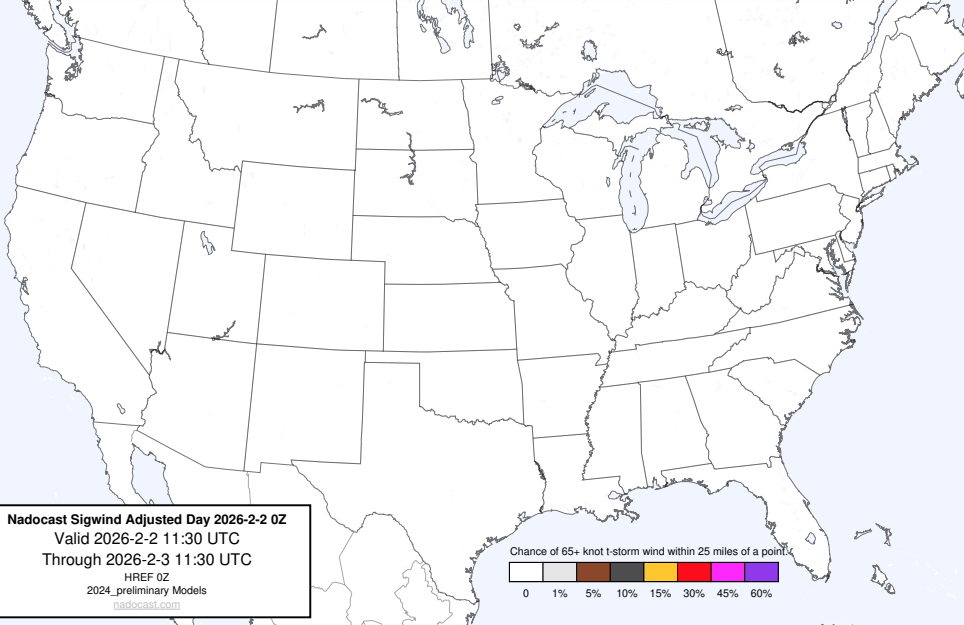 Nadocast Sigwind Adjusted Day 2026-2-2 0Z
Valid 2026-2-2 11:30 UTC
Through 2026-2-3 11:30 UTC
HREF 0Z
2024_preliminary Models
nadocast.com
Chance of 65+ knot t-storm wind within 25 miles of a point.
0 1% 5% 10% 15% 30% 45% 60%